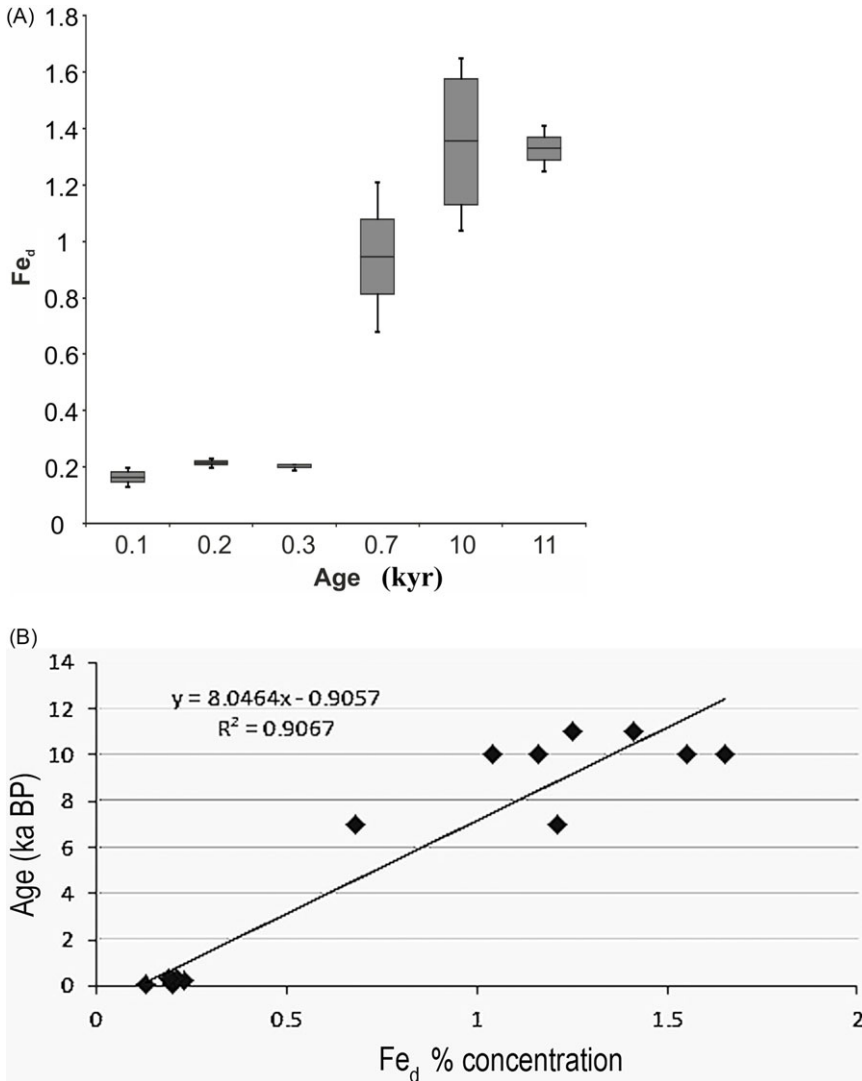 (A)
1.8
1.6
1.4
1.2
1
0.8
0.6
0.4
0.2
0
Fed
0.1 0.2 0.3 0.7 10 11
Age (kyr)
(B)
14
12
10
8
6
4
2
0
Age (ka BP)
y = 8.0464x - 0.9057
R² = 0.9067
0 0.5 1 1.5 2
Fed % concentration